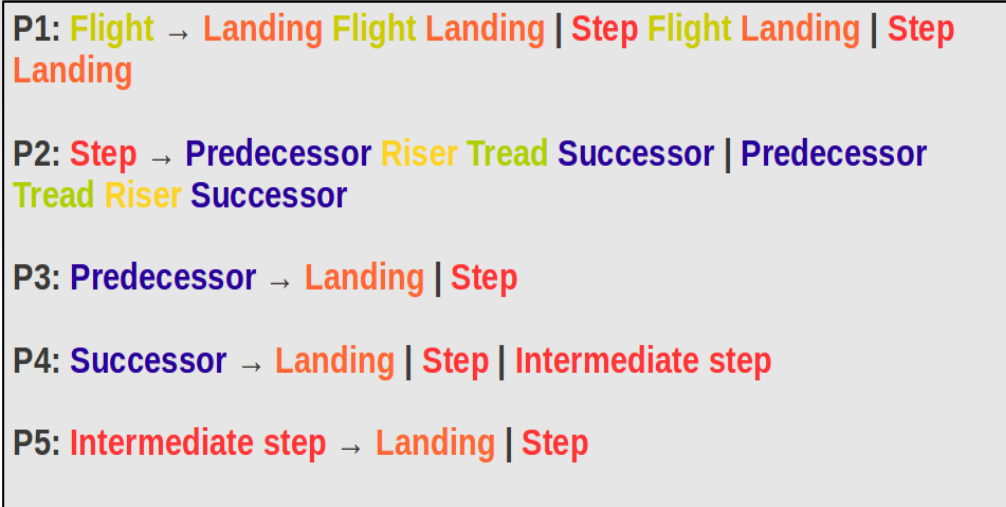 P1: Flight → Landing Flight Landing | Step Flight Landing | Step
Landing
P2: Step → Predecessor Riser Tread Successor | Predecessor
Tread Riser Successor
P3: Predecessor → Landing | Step
P4: Successor → Landing | Step | Intermediate step
P5: Intermediate step → Landing | Step